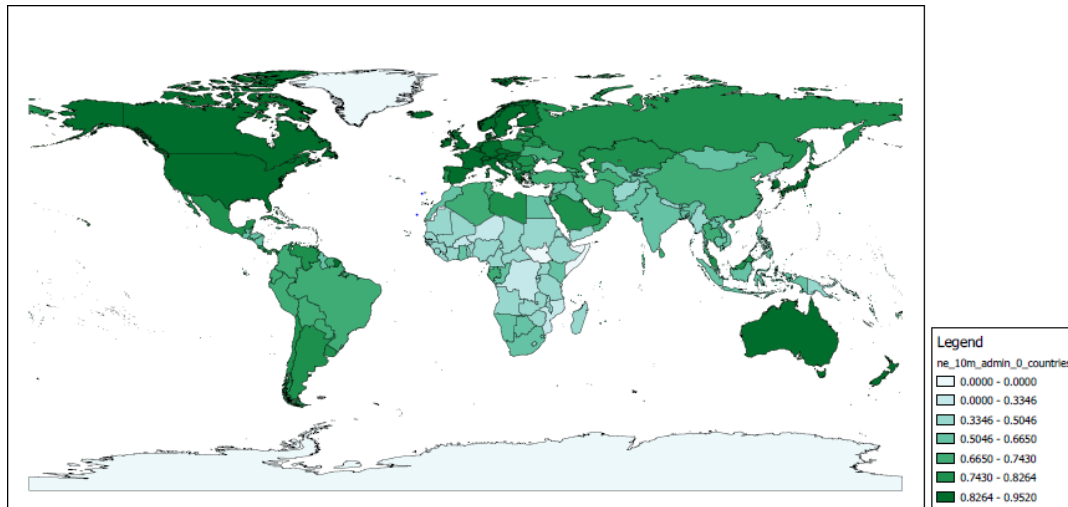 Legend
ne_10m_admin_0_countries
0.0000 - 0.0000
0.0000 - 0.3346
0.3346 - 0.5046
0.5046 - 0.6650
0.6650 - 0.7430
0.7430 - 0.8264
0.8264 - 0.9520